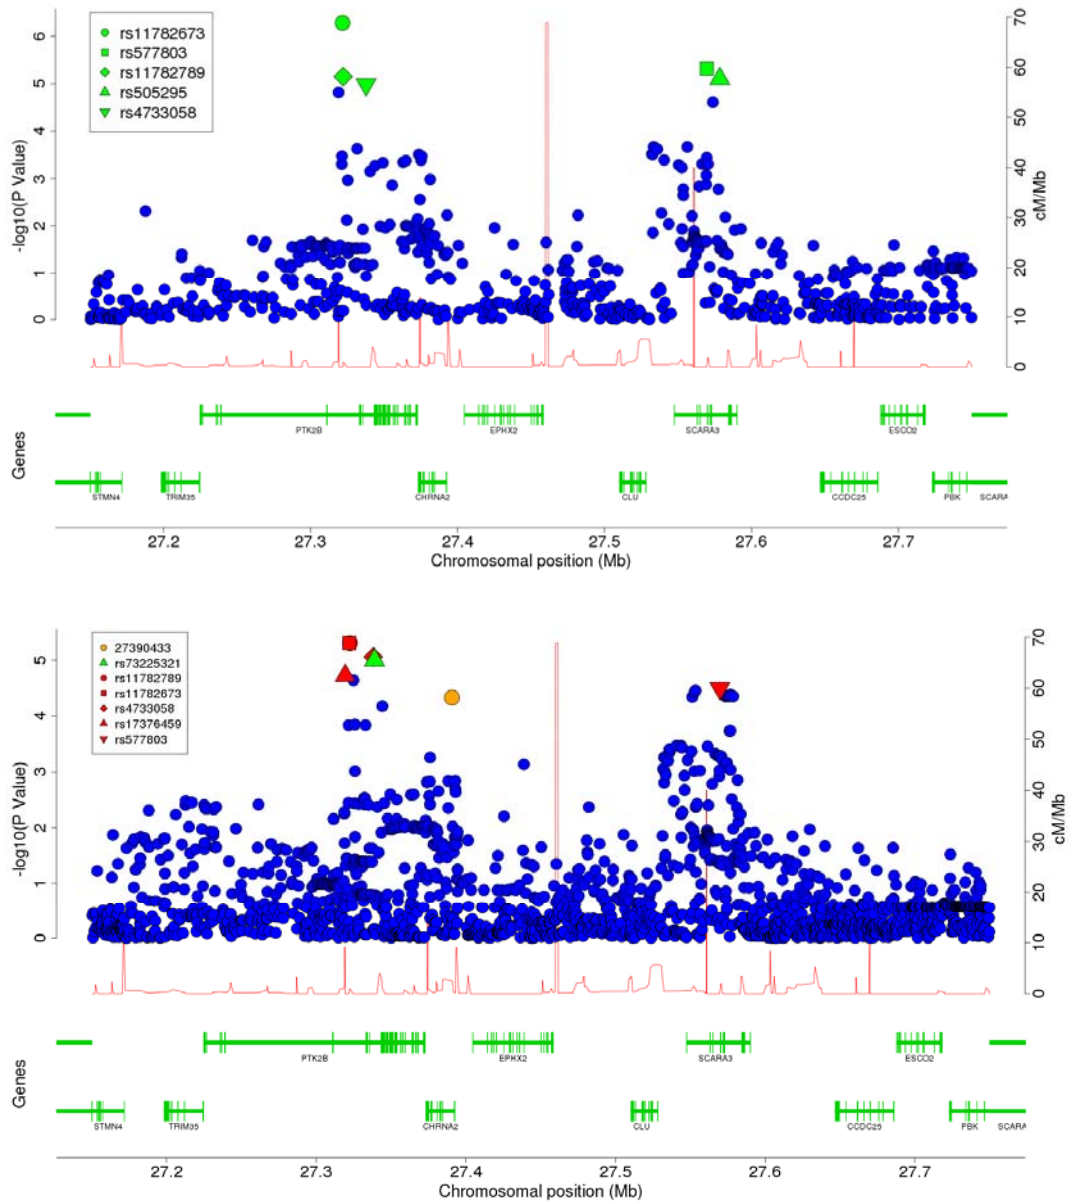 rs11782673
rs577803
rs11782789
rs505295
rs4733058
-log10(P Value)
0 1 2 3 4 5 6
cM/Mb
0 10 20 30 40 50 60 70
Genes
PTK2B EPHX2 SCARA3 ESCO2
STMN4 TRIM35 CHRNA2 CLU CCDC25 PBK SCARA
27.2 27.3 27.4 27.5 27.6 27.7
Chromosomal position (Mb)
27390433
rs73225321
rs11782789
rs11782673
rs4733058
rs17376459
rs577803
-log10(P Value)
0 1 2 3 4 5
cM/Mb
0 10 20 30 40 50 60 70
Genes
PTK2B EPHX2 SCARA3 ESCO2
STMN4 TRIM35 CHRNA2 CLU CCDC25 PBK SCARA
27.2 27.3 27.4 27.5 27.6 27.7
Chromosomal position (Mb)